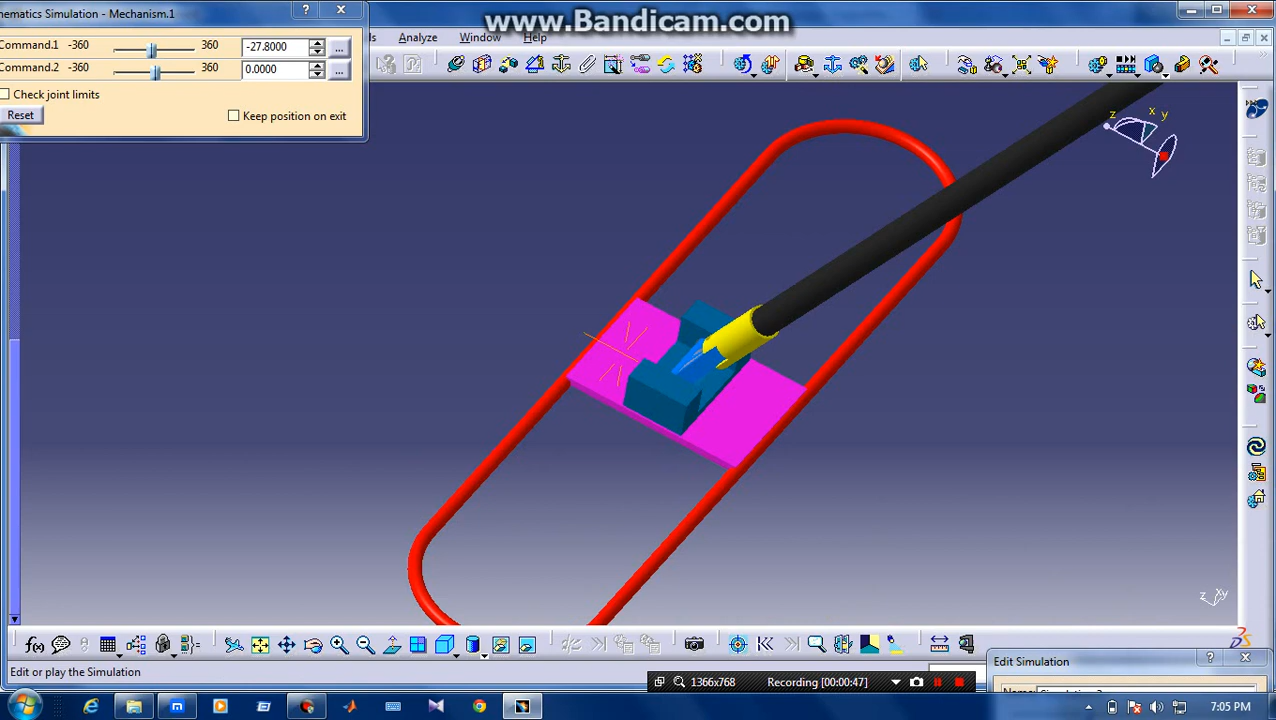 www.Bandicam.com
nematics Simulation - Mechanism.1
?
Command.1 -360 360 -27.8000 ...
Command.2 -360 360 0.0000 ...
Check joint limits
Reset
Keep position on exit
Analyze Window Help
z x y
z xy
f(x)
Edit or play the Simulation
1366x768 Recording [00:00:47]
Edit Simulation ?
7:05 PM